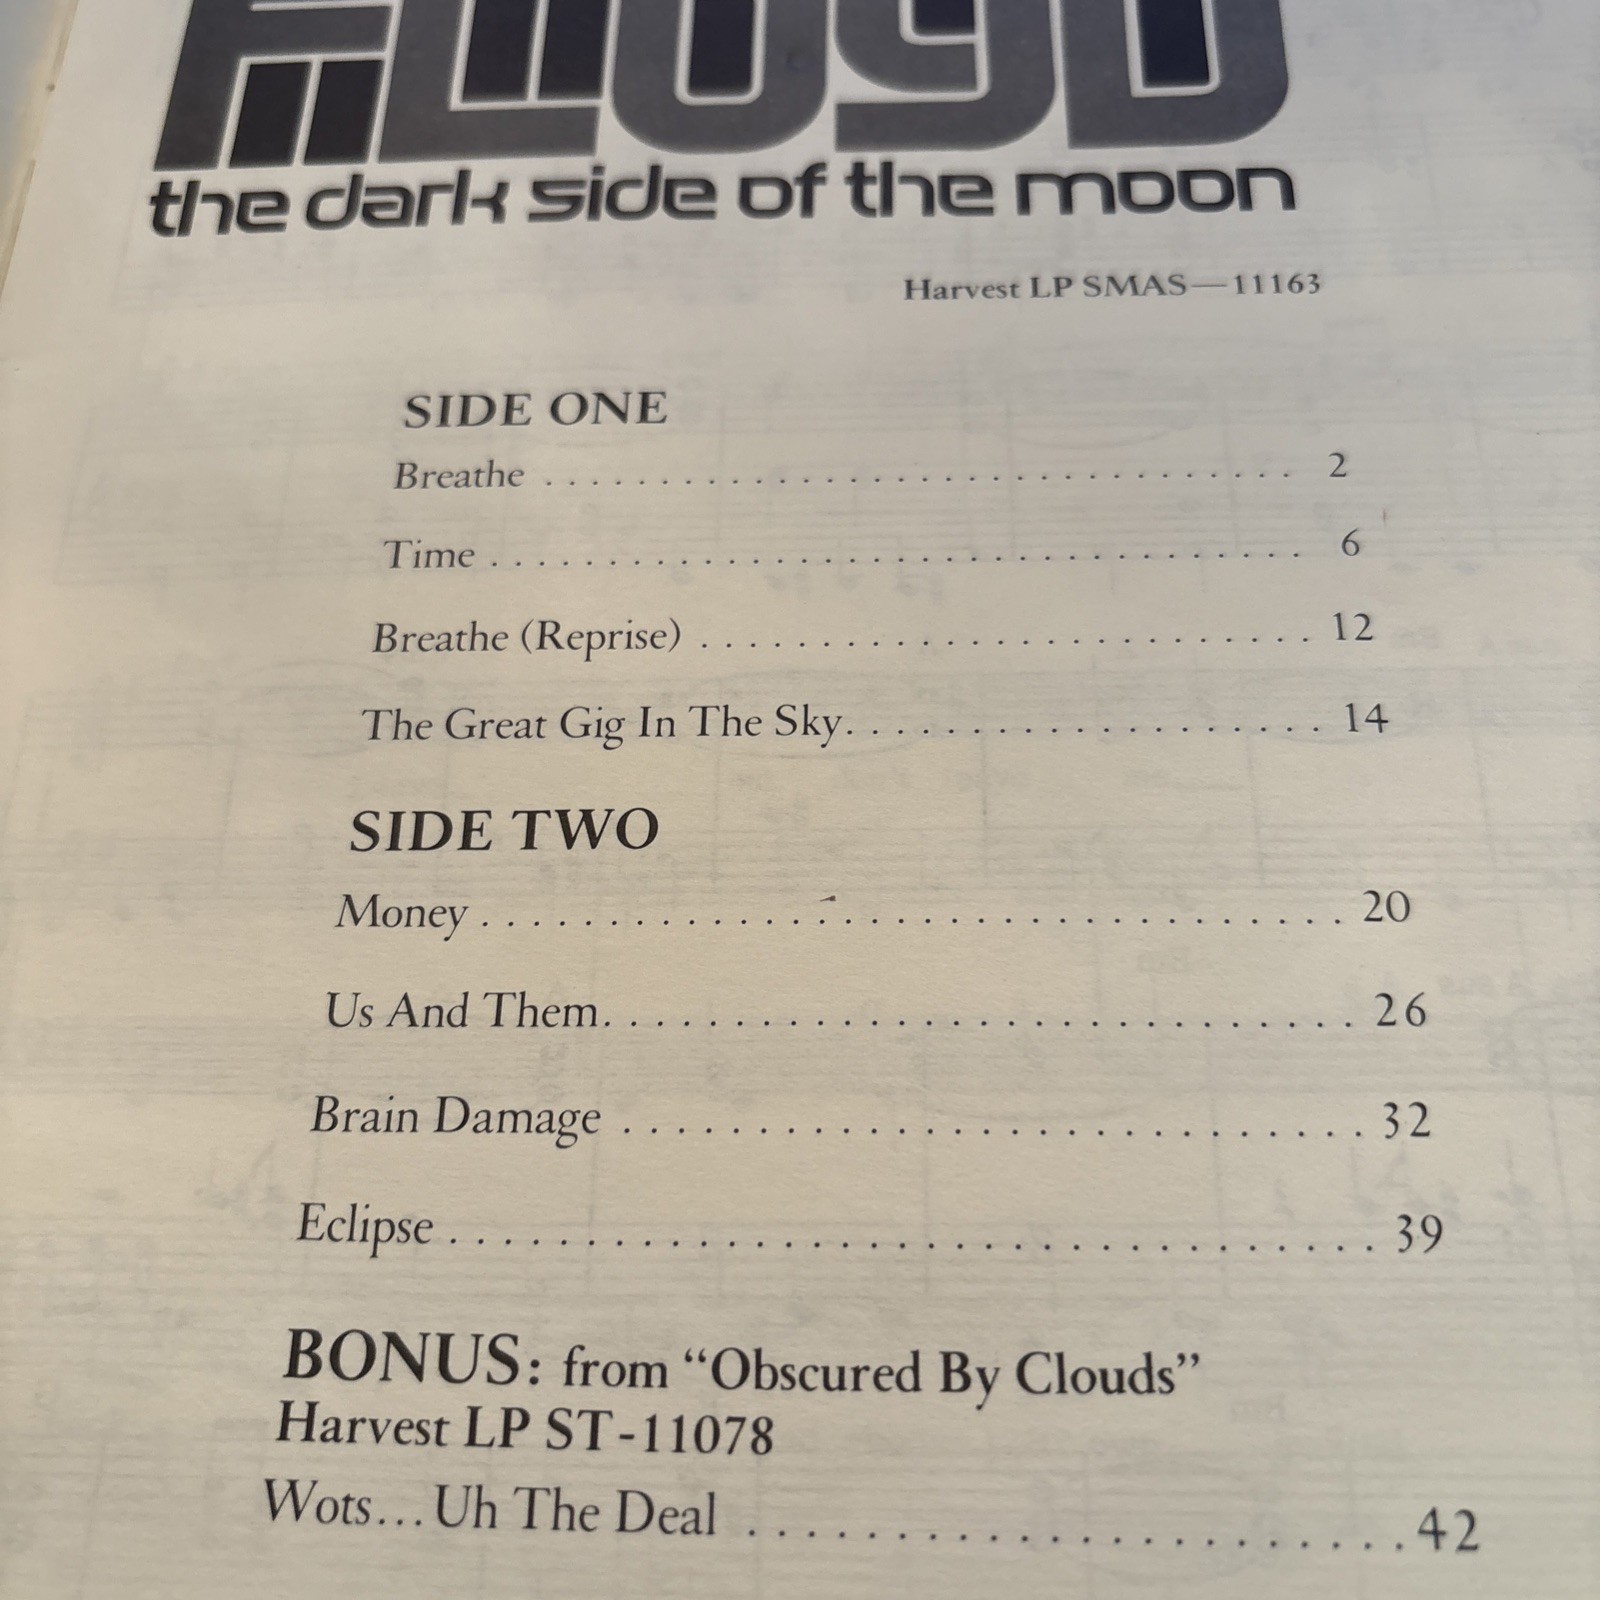 FLOYD
the dark side of the moon
Harvest LP SMAS—11163
SIDE ONE
Breathe . . . . . . . . . . . . . . . . . . . . . . . . . . . . . . . . 2
Time . . . . . . . . . . . . . . . . . . . . . . . . . . . . . . . . . . . 6
Breathe (Reprise) . . . . . . . . . . . . . . . . . . . . . . . . . 12
The Great Gig In The Sky. . . . . . . . . . . . . . . . . . . . 14
SIDE TWO
Money . . . . . . . . . . . . . . . . . . . . . . . . . . . . . . . . . . 20
Us And Them. . . . . . . . . . . . . . . . . . . . . . . . . . . . . 26
Brain Damage . . . . . . . . . . . . . . . . . . . . . . . . . . . . 32
Eclipse . . . . . . . . . . . . . . . . . . . . . . . . . . . . . . . . . . 39
BONUS: from “Obscured By Clouds”
Harvest LP ST-11078
Wots...Uh The Deal . . . . . . . . . . . . . . . . . . . . . . . 42